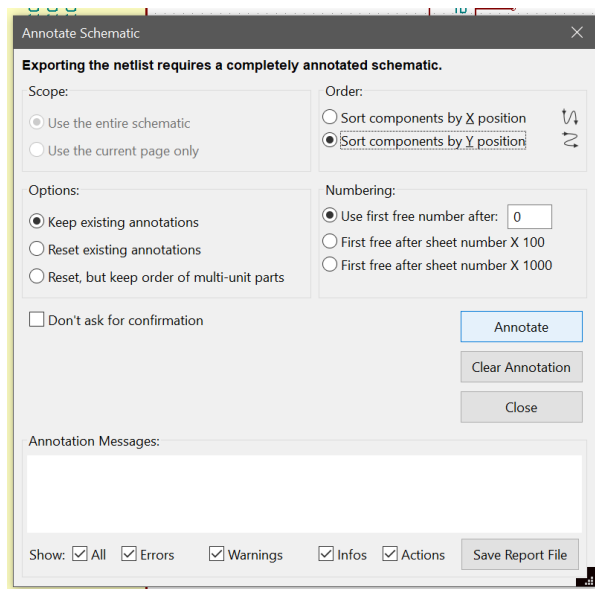 Annotate Schematic
Exporting the netlist requires a completely annotated schematic.
Scope:
Use the entire schematic
Use the current page only
Order:
Sort components by X position
Sort components by Y position
Options:
Keep existing annotations
Reset existing annotations
Reset, but keep order of multi-unit parts
Numbering:
Use first free number after: 0
First free after sheet number X 100
First free after sheet number X 1000
Don't ask for confirmation
Annotate
Clear Annotation
Close
Annotation Messages:
Show: All Errors Warnings Infos Actions Save Report File